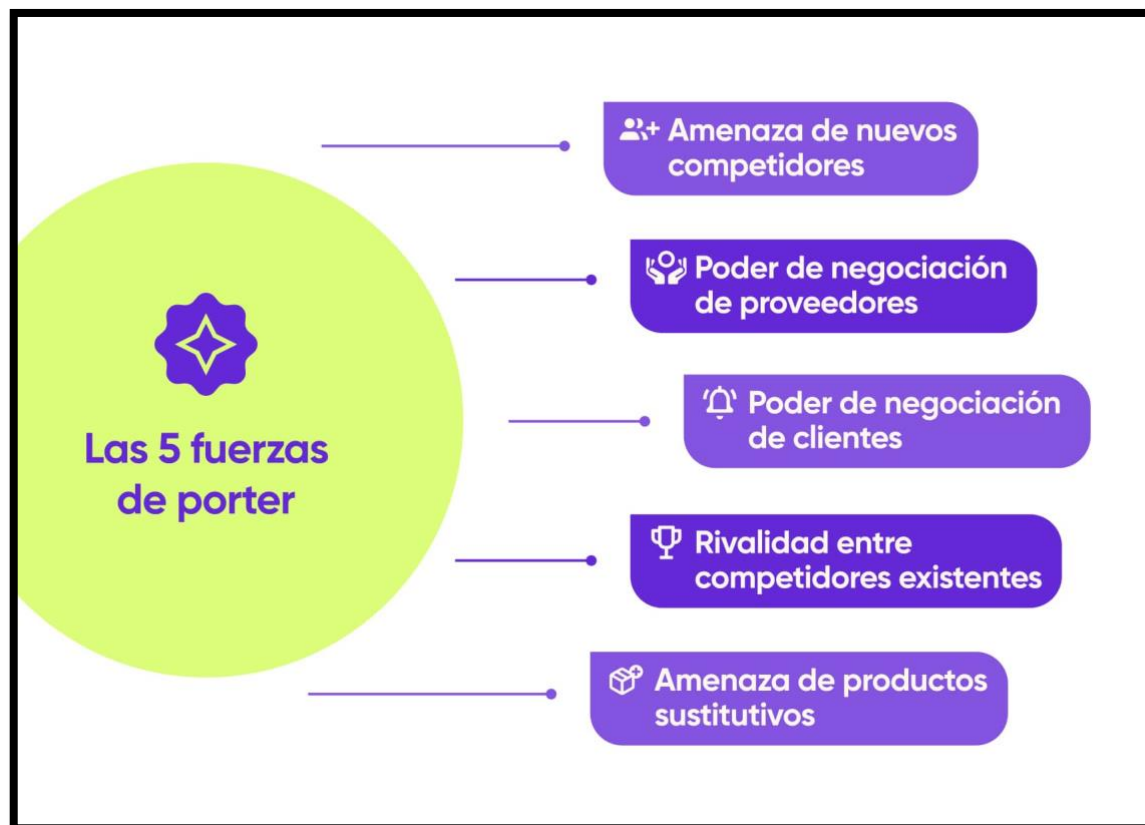 Las 5 fuerzas
de porter
Amenaza de nuevos
competidores
Poder de negociación
de proveedores
Poder de negociación
de clientes
Rivalidad entre
competidores existentes
Amenaza de productos
sustitutivos